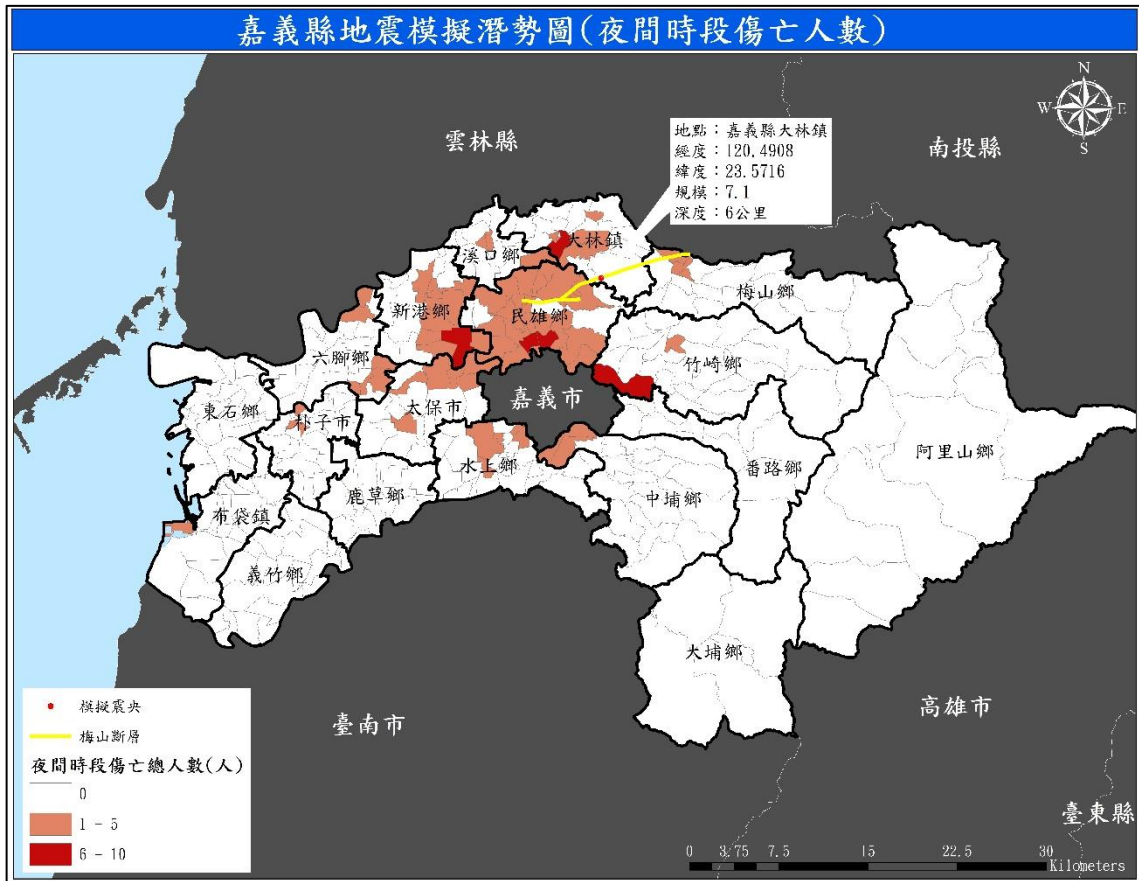 嘉義縣地震模擬潛勢圖(夜間時段傷亡人數)
N
W
E
S
雲林縣
南投縣
地點：嘉義縣大林鎮
經度：120.4908
緯度：23.5716
規模：7.1
深度：6公里
大林鎮
溪口鄉
梅山鄉
新港鄉
民雄鄉
六腳鄉
竹崎鄉
嘉義市
東石鄉
朴子市
太保市
阿里山鄉
水上鄉
番路鄉
鹿草鄉
中埔鄉
布袋鎮
義竹鄉
大埔鄉
臺南市
高雄市
臺東縣
模擬震央
梅山斷層
夜間時段傷亡總人數(人)
0
1 - 5
6 - 10
0 3.75 7.5 15 22.5 30
Kilometers